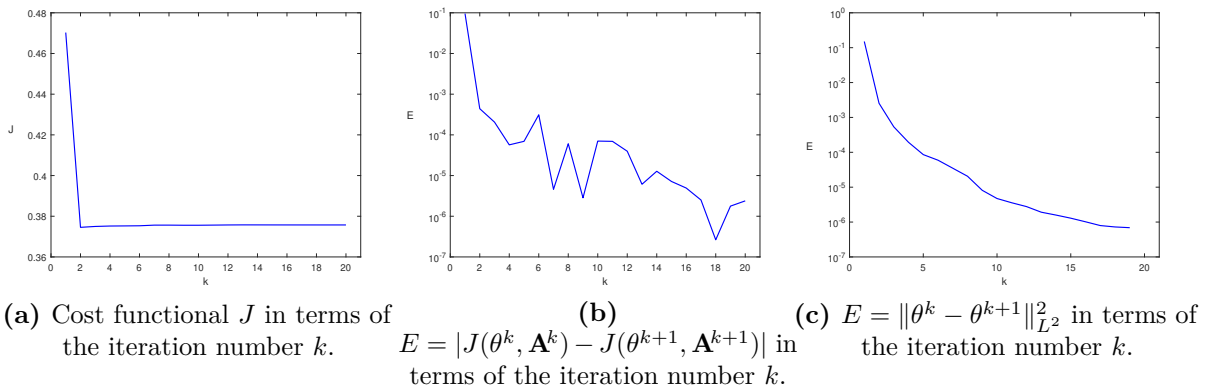 0.48
0.46
0.44
0.42
0.4
0.38
0.36
J
0 2 4 6 8 10 12 14 16 18 20
k
10^{-1}
10^{-2}
10^{-3}
10^{-4}
10^{-5}
10^{-6}
10^{-7}
E
0 2 4 6 8 10 12 14 16 18 20
k
10^{0}
10^{-1}
10^{-2}
10^{-3}
10^{-4}
10^{-5}
10^{-6}
10^{-7}
E
0 5 10 15 20
k
(a) Cost functional J in terms of
the iteration number k.
(b)
E = |J(θ^k, A^k) − J(θ^{k+1}, A^{k+1})| in
terms of the iteration number k.
(c) E = ‖θ^k − θ^{k+1}‖²_{L²} in terms of
the iteration number k.